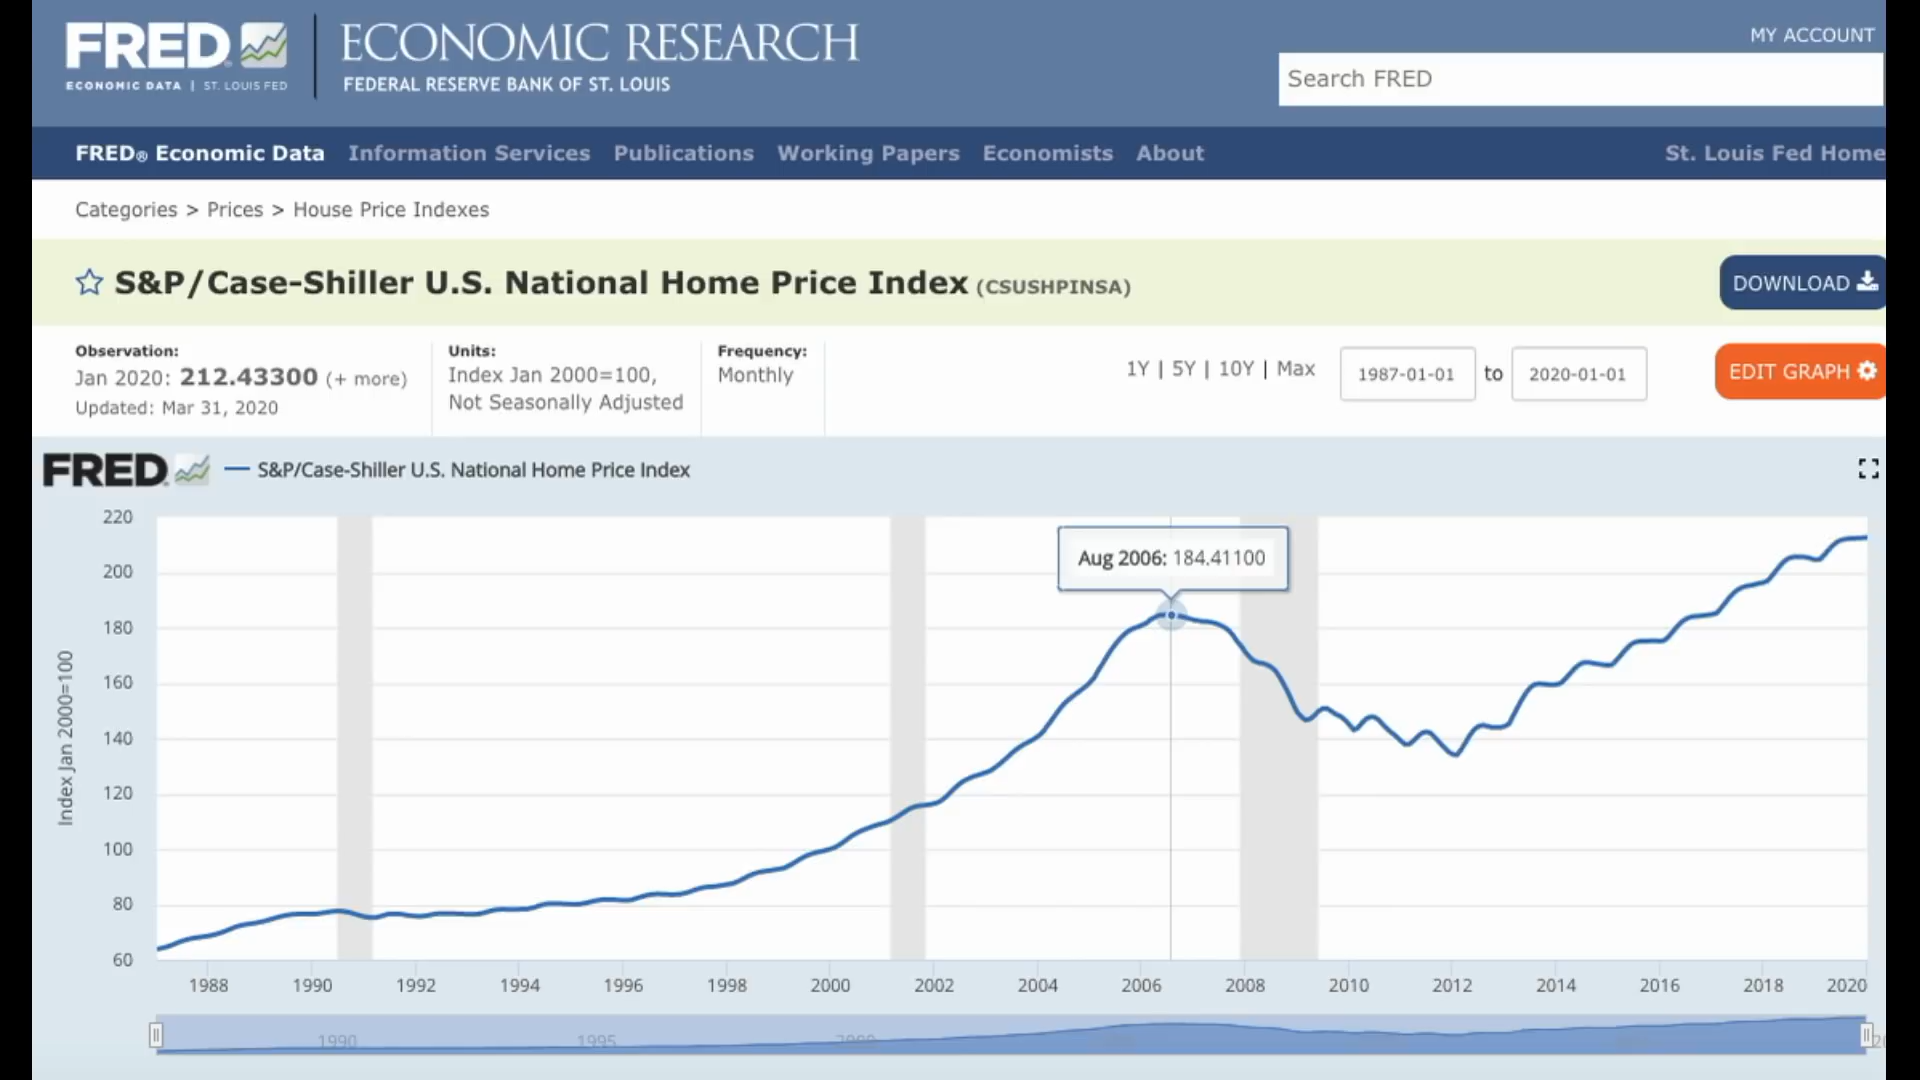 FRED
ECONOMIC DATA | ST. LOUIS FED
ECONOMIC RESEARCH
FEDERAL RESERVE BANK OF ST. LOUIS
MY ACCOUNT
Search FRED
FRED® Economic Data Information Services Publications Working Papers Economists About St. Louis Fed Home
Categories > Prices > House Price Indexes
S&P/Case-Shiller U.S. National Home Price Index (CSUSHPINSA)
DOWNLOAD
Observation:
Jan 2020: 212.43300 (+ more)
Updated: Mar 31, 2020
Units:
Index Jan 2000=100,
Not Seasonally Adjusted
Frequency:
Monthly
1Y | 5Y | 10Y | Max
1987-01-01 to 2020-01-01
EDIT GRAPH
FRED
S&P/Case-Shiller U.S. National Home Price Index
Index Jan 2000=100
220
200
180
160
140
120
100
80
60
Aug 2006: 184.41100
1988 1990 1992 1994 1996 1998 2000 2002 2004 2006 2008 2010 2012 2014 2016 2018 2020
1990 1995 2000